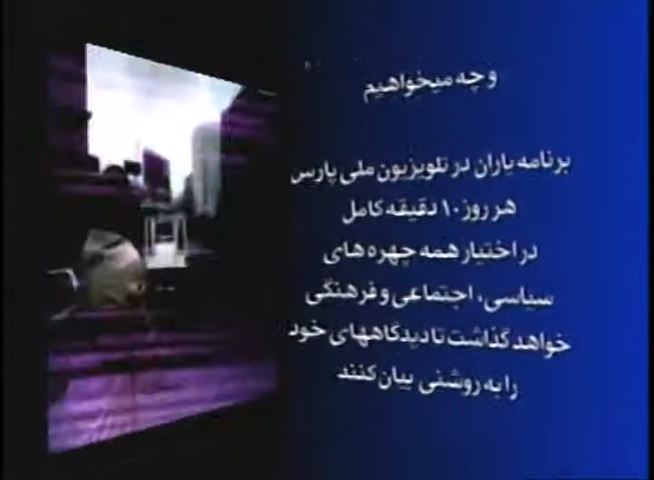 و چه میخواهیم
برنامه یاران در تلویزیون ملی پارس
هر روز ۱۰ دقیقه کامل
در اختیار همه چهره های
سیاسی، اجتماعی و فرهنگی
خواهد گذاشت تا دیدگاههای خود
را به روشنی بیان کنند